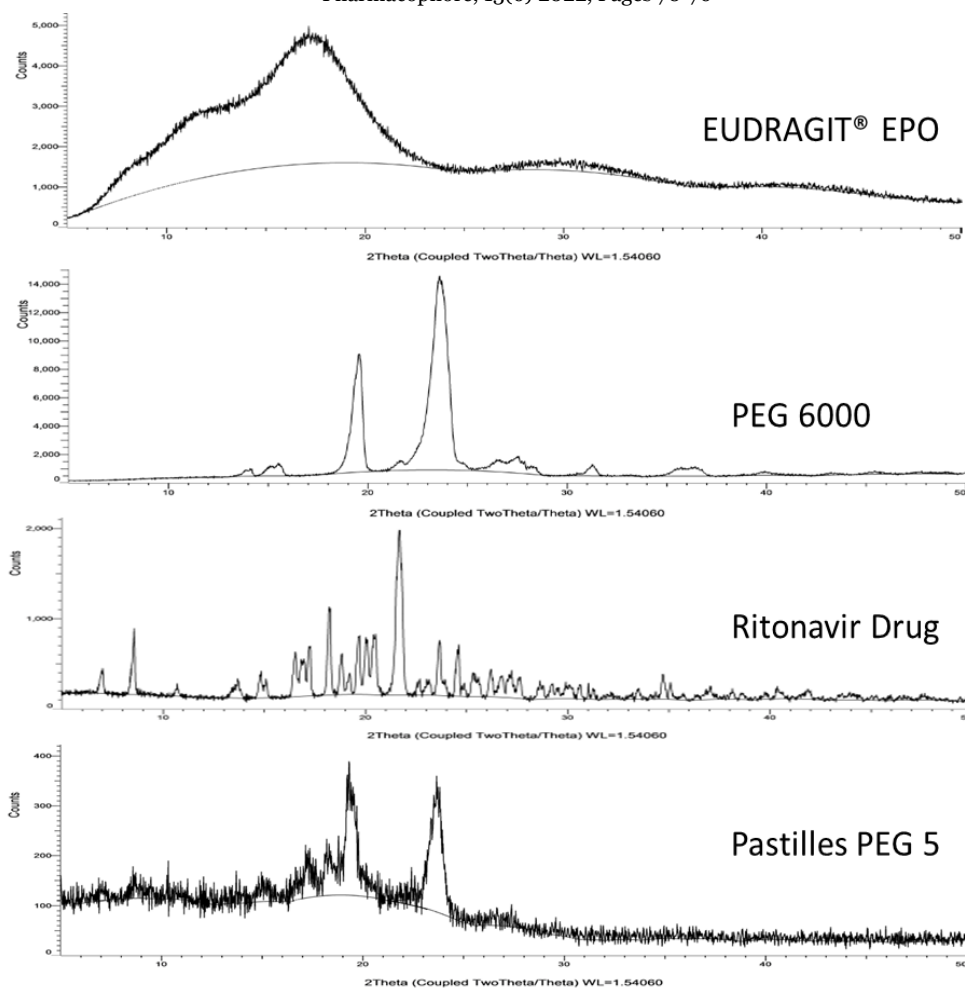 Pharmacophore, 2022, Pages
Counts
5,000
4,000
3,000
2,000
1,000
0
EUDRAGIT® EPO
10 20 30 40 50
2Theta (Coupled TwoTheta/Theta) WL=1.54060
Counts
14,000
12,000
10,000
8,000
6,000
4,000
2,000
0
PEG 6000
10 20 30 40 50
2Theta (Coupled TwoTheta/Theta) WL=1.54060
Counts
2,000
1,000
0
Ritonavir Drug
10 20 30 40 50
2Theta (Coupled TwoTheta/Theta) WL=1.54060
Counts
400
300
200
100
0
Pastilles PEG 5
10 20 30 40 50
2Theta (Coupled TwoTheta/Theta) WL=1.54060